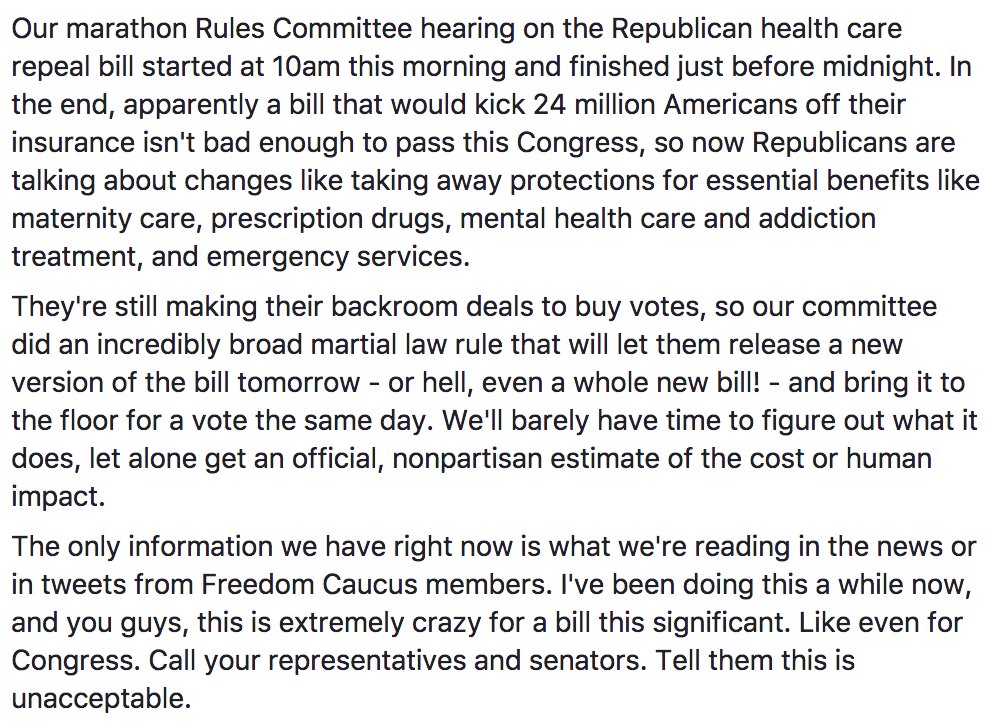 Our marathon Rules Committee hearing on the Republican health care
repeal bill started at 10am this morning and finished just before midnight. In
the end, apparently a bill that would kick 24 million Americans off their
insurance isn't bad enough to pass this Congress, so now Republicans are
talking about changes like taking away protections for essential benefits like
maternity care, prescription drugs, mental health care and addiction
treatment, and emergency services.
They're still making their backroom deals to buy votes, so our committee
did an incredibly broad martial law rule that will let them release a new
version of the bill tomorrow - or hell, even a whole new bill! - and bring it to
the floor for a vote the same day. We'll barely have time to figure out what it
does, let alone get an official, nonpartisan estimate of the cost or human
impact.
The only information we have right now is what we're reading in the news or
in tweets from Freedom Caucus members. I've been doing this a while now,
and you guys, this is extremely crazy for a bill this significant. Like even for
Congress. Call your representatives and senators. Tell them this is
unacceptable.